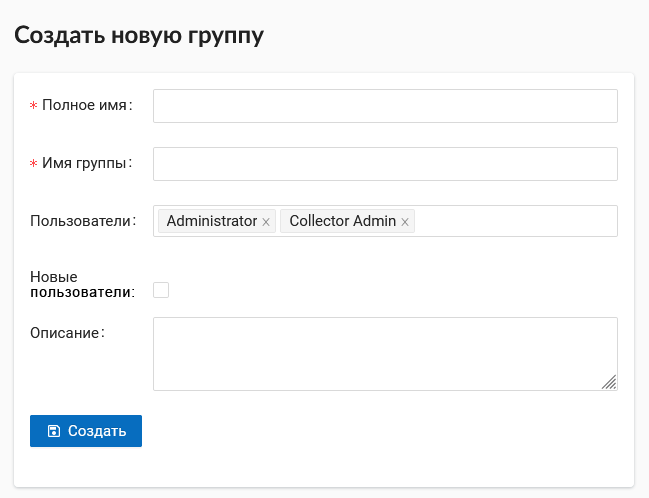 Создать новую группу
* Полное имя:
* Имя группы:
Пользователи: Administrator × Collector Admin ×
Новые
пользователи:
Описание:
Создать